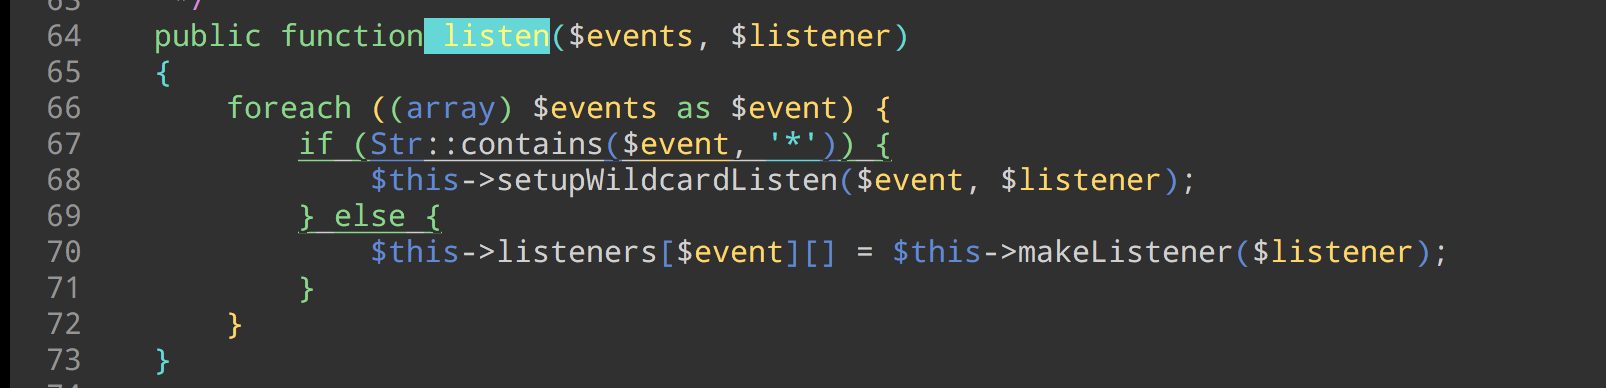 63 */
64 public function listen($events, $listener)
65 {
66 foreach ((array) $events as $event) {
67 if (Str::contains($event, '*')) {
68 $this->setupWildcardListen($event, $listener);
69 } else {
70 $this->listeners[$event][] = $this->makeListener($listener);
71 }
72 }
73 }
74